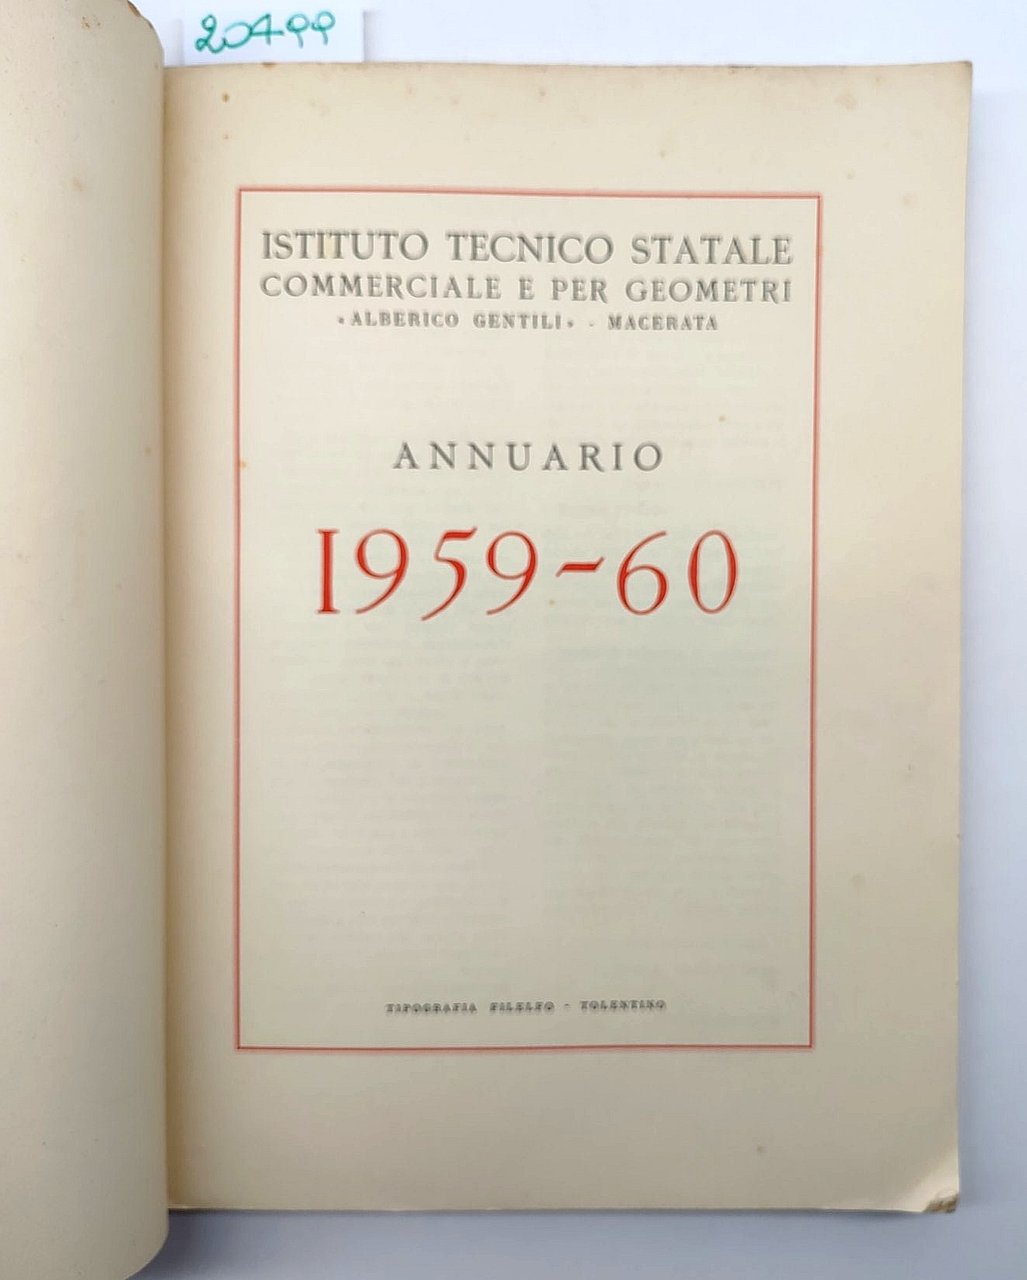 20499
ISTITUTO TECNICO STATALE
COMMERCIALE E PER GEOMETRI
«ALBERICO GENTILI» - MACERATA
ANNUARIO
1959-60
TIPOGRAFIA FILELFO - TOLENTINO